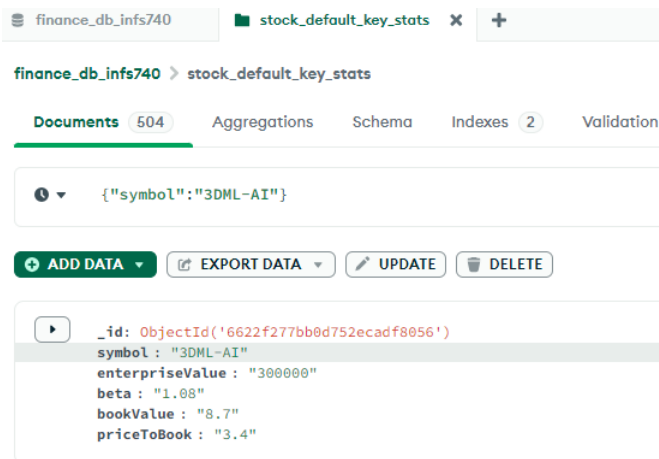 finance_db_infs740 stock_default_key_stats
finance_db_infs740 > stock_default_key_stats
Documents 504 Aggregations Schema Indexes 2 Validation
{"symbol":"3DML-AI"}
ADD DATA EXPORT DATA UPDATE DELETE
_id: ObjectId('6622f277bb0d752ecadf8056')
symbol : "3DML-AI"
enterpriseValue : "300000"
beta : "1.08"
bookValue : "8.7"
priceToBook : "3.4"